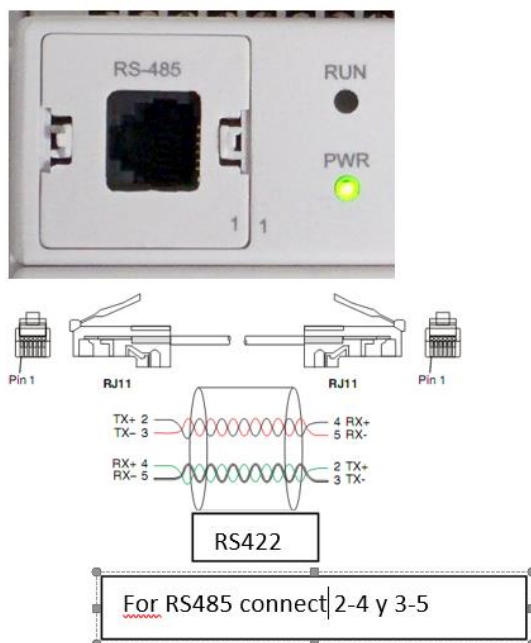 RS-485
RUN
PWR
1 1
Pin 1
RJ11
RJ11
Pin 1
TX+ 2
4 RX+
TX− 3
5 RX-
RX+ 4
2 TX+
RX− 5
3 TX-
RS422
For RS485 connect 2-4 y 3-5